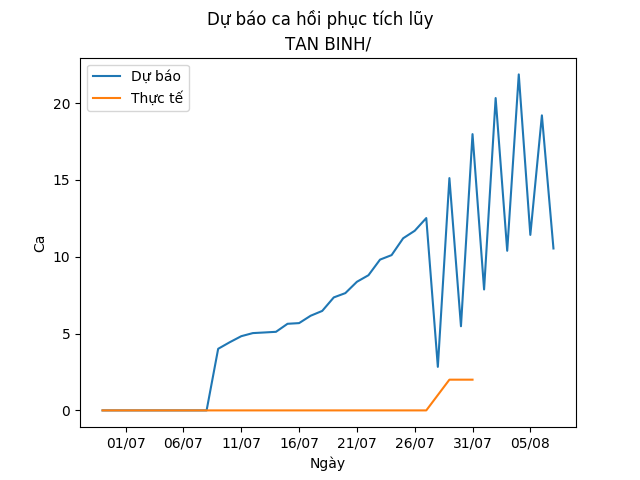 Dự báo ca hồi phục tích lũy
TAN BINH/
Dự báo
Thực tế
Ca
20
15
10
5
0
01/07 06/07 11/07 16/07 21/07 26/07 31/07 05/08
Ngày